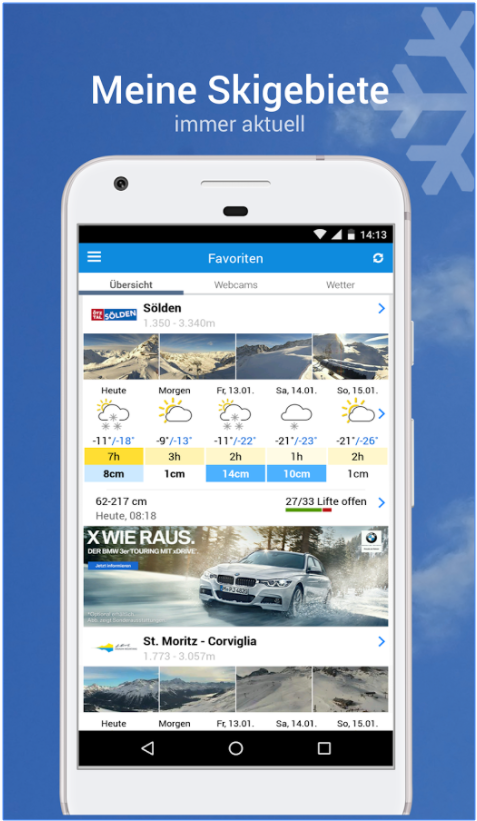 Meine Skigebiete
immer aktuell
14:13
Favoriten
Übersicht Webcams Wetter
ÖTZ TAL SÖLDEN Sölden
1.350 - 3.340m
Heute Morgen Fr, 13.01. Sa, 14.01. So, 15.01.
-11°/-18° -9°/-13° -11°/-22° -21°/-23° -21°/-26°
7h 3h 2h 1h 2h
8cm 1cm 14cm 10cm 1cm
62-217 cm 27/33 Lifte offen
Heute, 08:18
X WIE RAUS.
DER BMW 3er TOURING MIT xDRIVE.
Jetzt informieren
St. Moritz - Corviglia
1.773 - 3.057m
Heute Morgen Fr, 13.01. Sa, 14.01. So, 15.01.